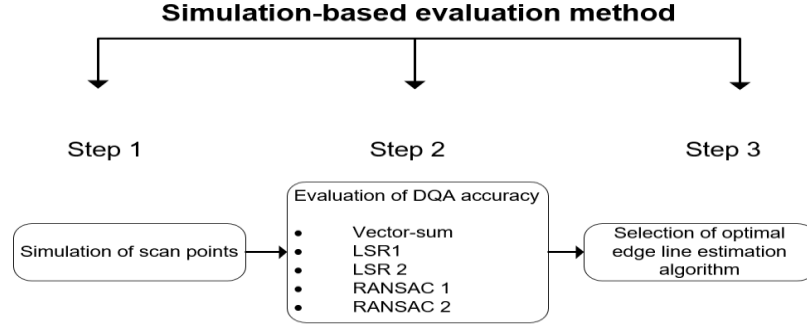 Simulation-based evaluation method
Step 1
Step 2
Step 3
Simulation of scan points
Evaluation of DQA accuracy
• Vector-sum
• LSR1
• LSR 2
• RANSAC 1
• RANSAC 2
Selection of optimal
edge line estimation
algorithm